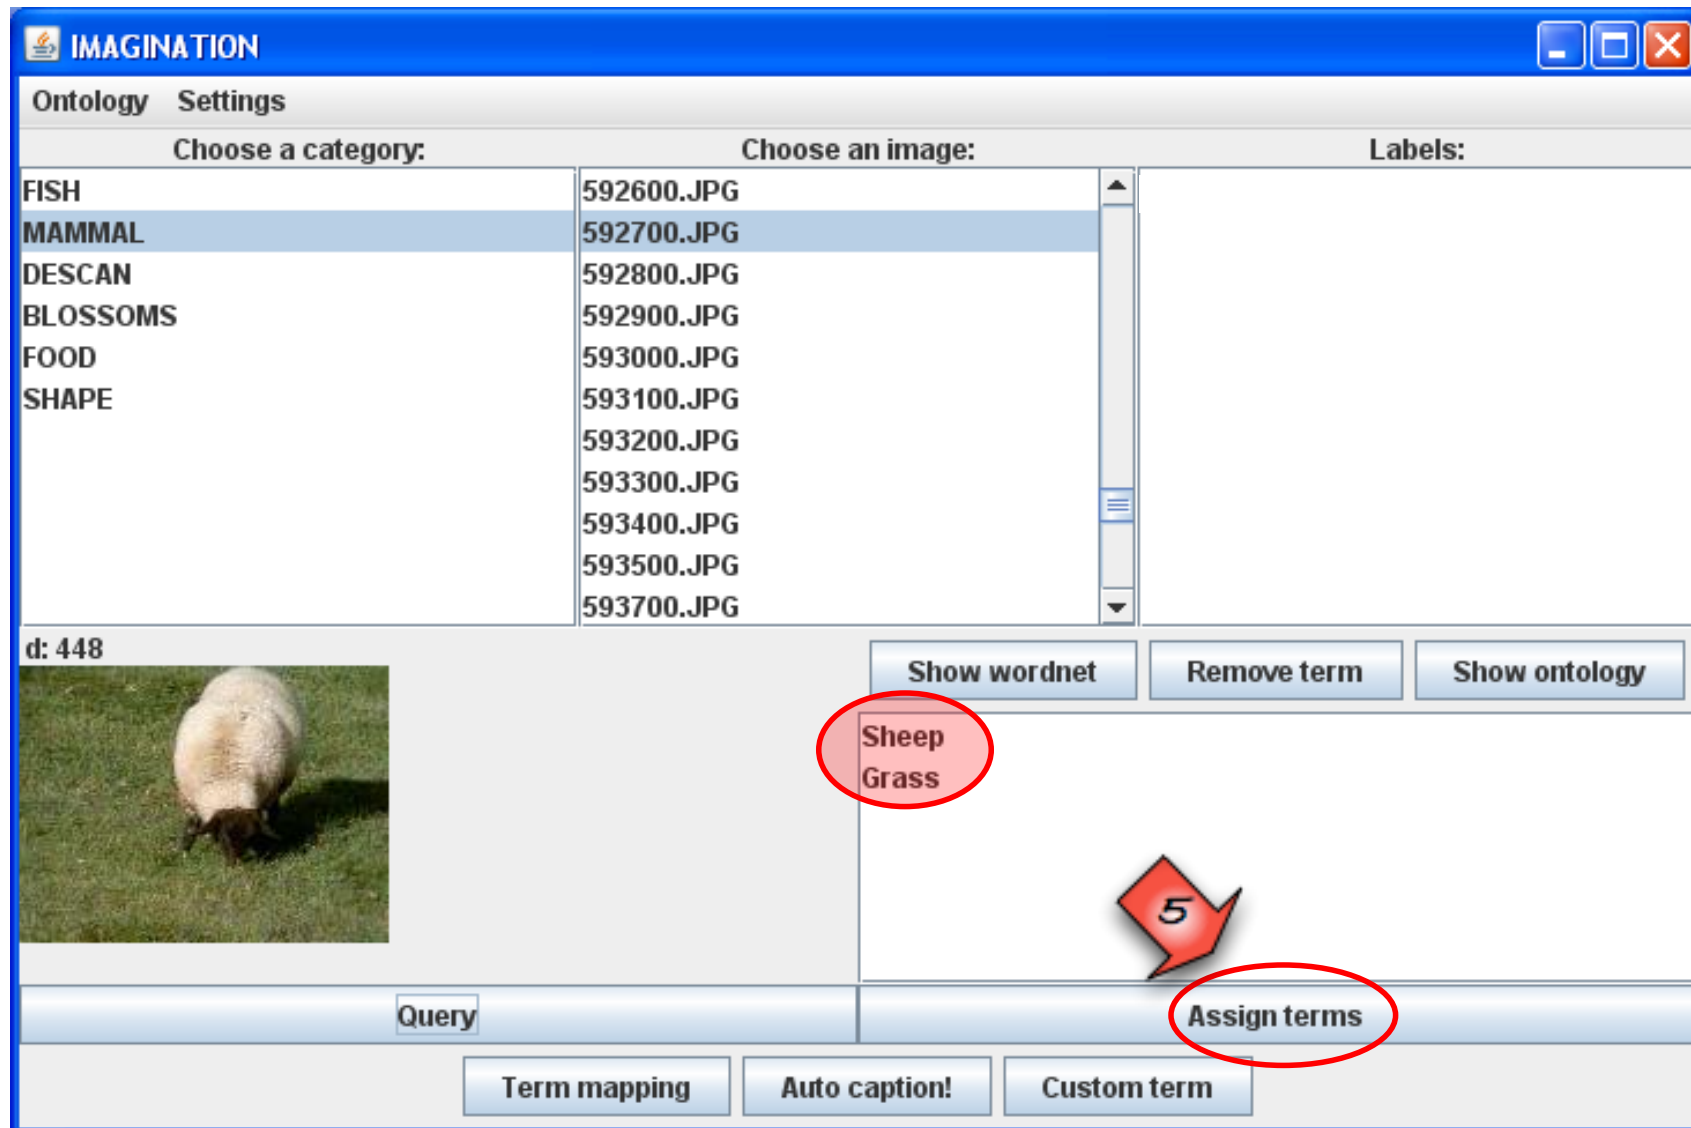 IMAGINATION
Ontology Settings
Choose a category:
Choose an image:
Labels:
FISH
MAMMAL
DESCAN
BLOSSOMS
FOOD
SHAPE
592600.JPG
592700.JPG
592800.JPG
592900.JPG
593000.JPG
593100.JPG
593200.JPG
593300.JPG
593400.JPG
593500.JPG
593700.JPG
d: 448
Show wordnet
Remove term
Show ontology
Sheep
Grass
5
Query
Assign terms
Term mapping
Auto caption!
Custom term